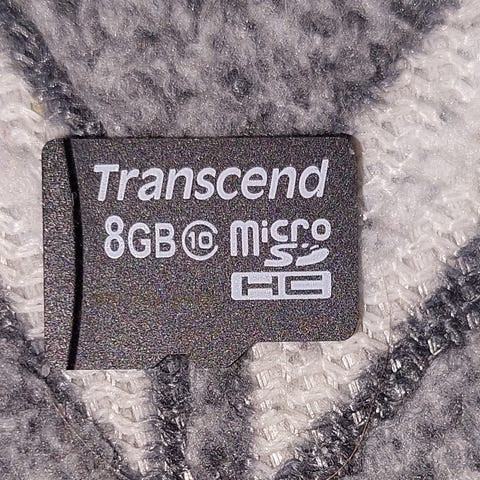 Transcend
8GB 10 micro
SD
HC